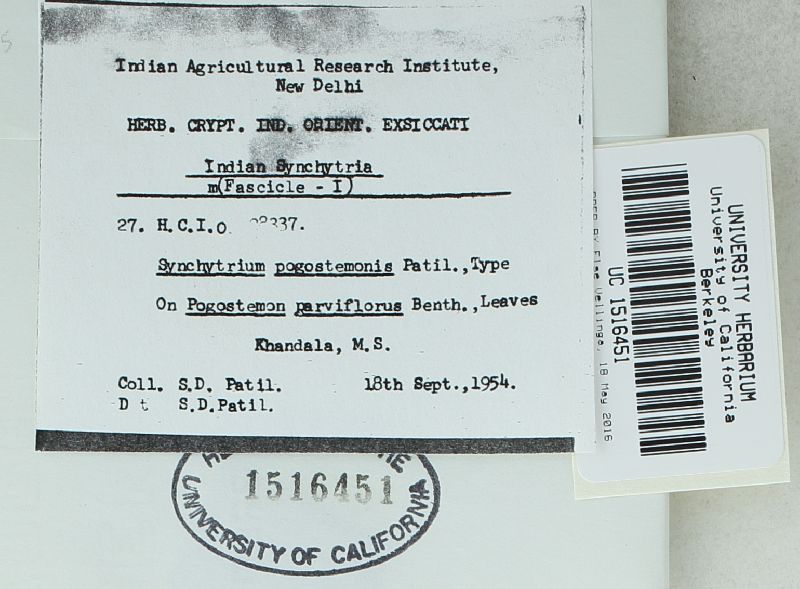 Indian Agricultural Research Institute,
New Delhi
HERB. CRYPT. IND. ORIENT. EXSICCATI
Indian Synchytria
m(Fascicle - I)
27. H.C.I.O. 337.
Synchytrium pogostemonis Patil.,Type
On Pogostemon parviflorus Benth.,Leaves
Khandala, M.S.
Coll. S.D. Patil. 18th Sept.,1954.
D t S.D.Patil.
UNIVERSITY HERBARIUM
University of California
Berkeley
UC 1516451
18 May 2016
1516451
UNIVERSITY OF CALIFORNIA